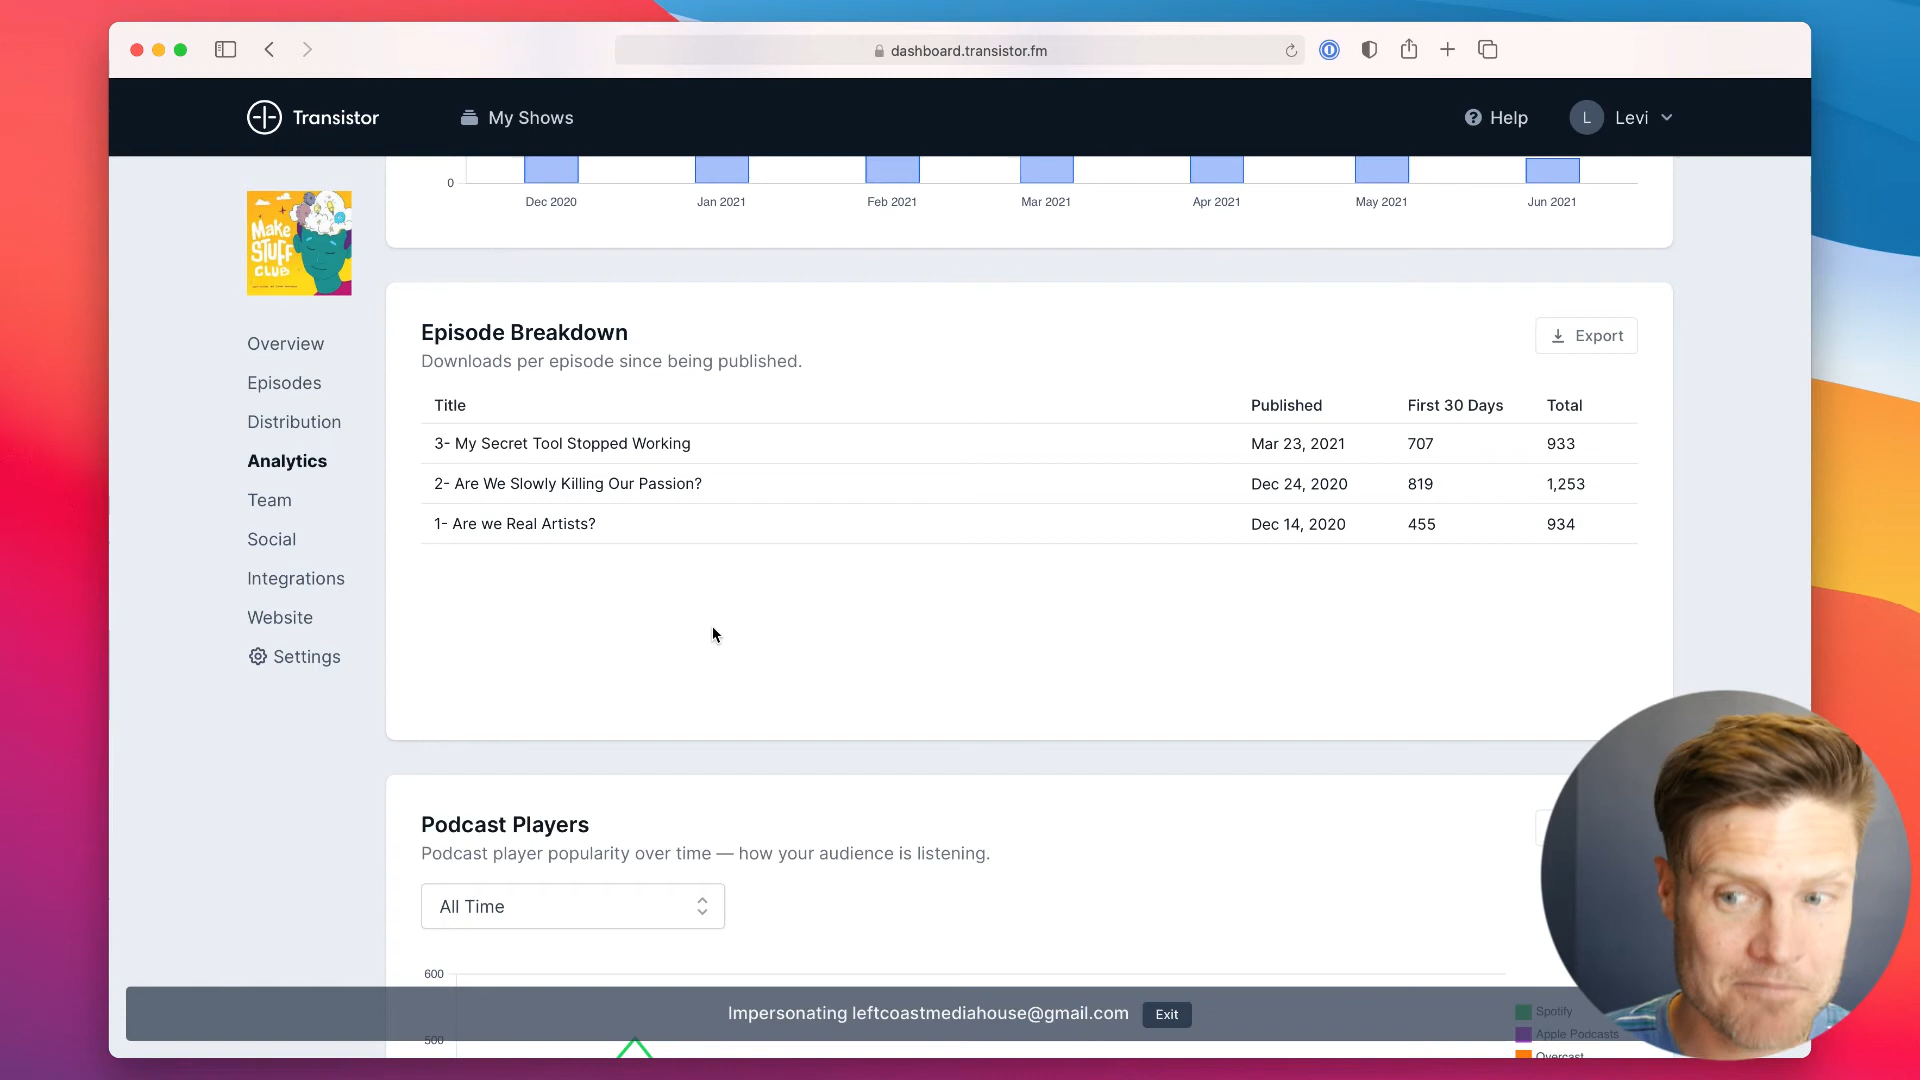 dashboard.transistor.fm
Transistor
My Shows
Help
L
Levi
0
Dec 2020
Jan 2021
Feb 2021
Mar 2021
Apr 2021
May 2021
Jun 2021
Make
STUFF
CLUB
Overview
Episodes
Distribution
Analytics
Team
Social
Integrations
Website
Settings
Episode Breakdown
Export
Downloads per episode since being published.
Title Published First 30 Days Total
3- My Secret Tool Stopped Working Mar 23, 2021 707 933
2- Are We Slowly Killing Our Passion? Dec 24, 2020 819 1,253
1- Are we Real Artists? Dec 14, 2020 455 934
Podcast Players
Podcast player popularity over time — how your audience is listening.
All Time
600
Impersonating leftcoastmediahouse@gmail.com Exit
500
Spotify
Apple Podcasts
Overcast